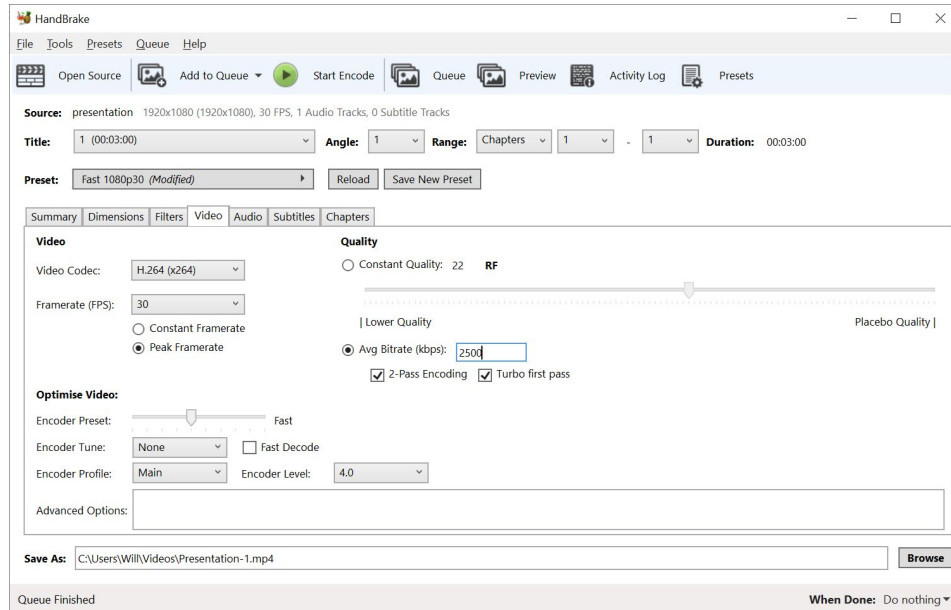 HandBrake
File Tools Presets Queue Help
Open Source Add to Queue Start Encode Queue Preview Activity Log Presets
Source: presentation 1920x1080 (1920x1080), 30 FPS, 1 Audio Tracks, 0 Subtitle Tracks
Title: 1 (00:03:00) Angle: 1 Range: Chapters 1 - 1 Duration: 00:03:00
Preset: Fast 1080p30 (Modified) Reload Save New Preset
Summary Dimensions Filters Video Audio Subtitles Chapters
Video Quality
Video Codec: H.264 (x264) Constant Quality: 22 RF
Framerate (FPS): 30
Constant Framerate | Lower Quality Placebo Quality |
Peak Framerate Avg Bitrate (kbps): 2500
2-Pass Encoding Turbo first pass
Optimise Video:
Encoder Preset: Fast
Encoder Tune: None Fast Decode
Encoder Profile: Main Encoder Level: 4.0
Advanced Options:
Save As: C:\Users\Will\Videos\Presentation-1.mp4 Browse
Queue Finished When Done: Do nothing